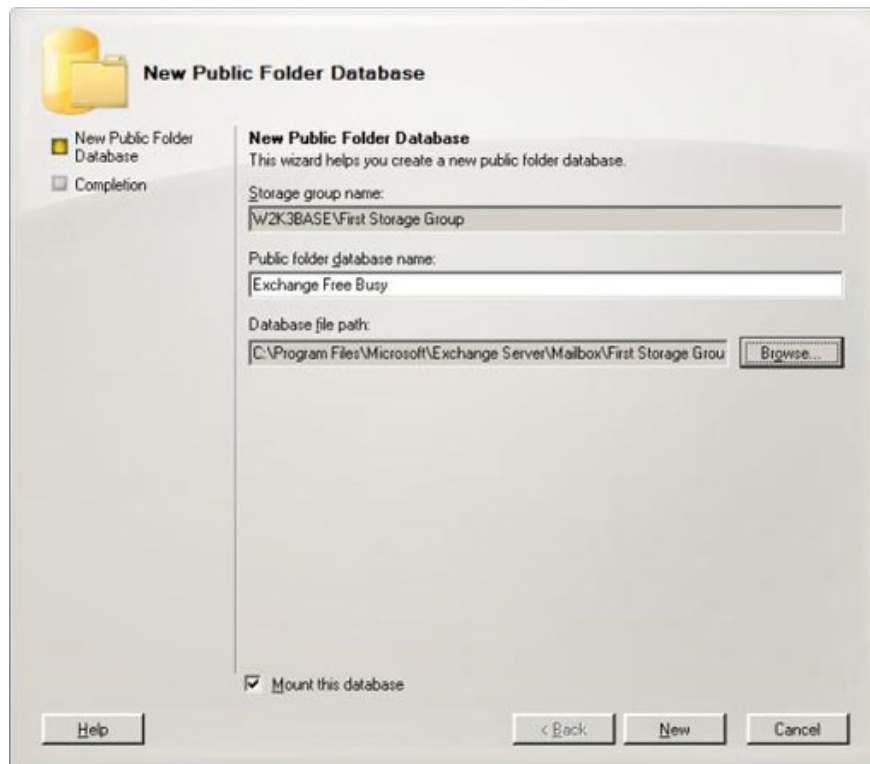 New Public Folder Database
New Public Folder
Database
Completion
New Public Folder Database
This wizard helps you create a new public folder database.
Storage group name:
W2K3BASE\First Storage Group
Public folder database name:
Exchange Free Busy
Database file path:
C:\Program Files\Microsoft\Exchange Server\Mailbox\First Storage Grou
Browse...
Mount this database
Help
< Back
New
Cancel